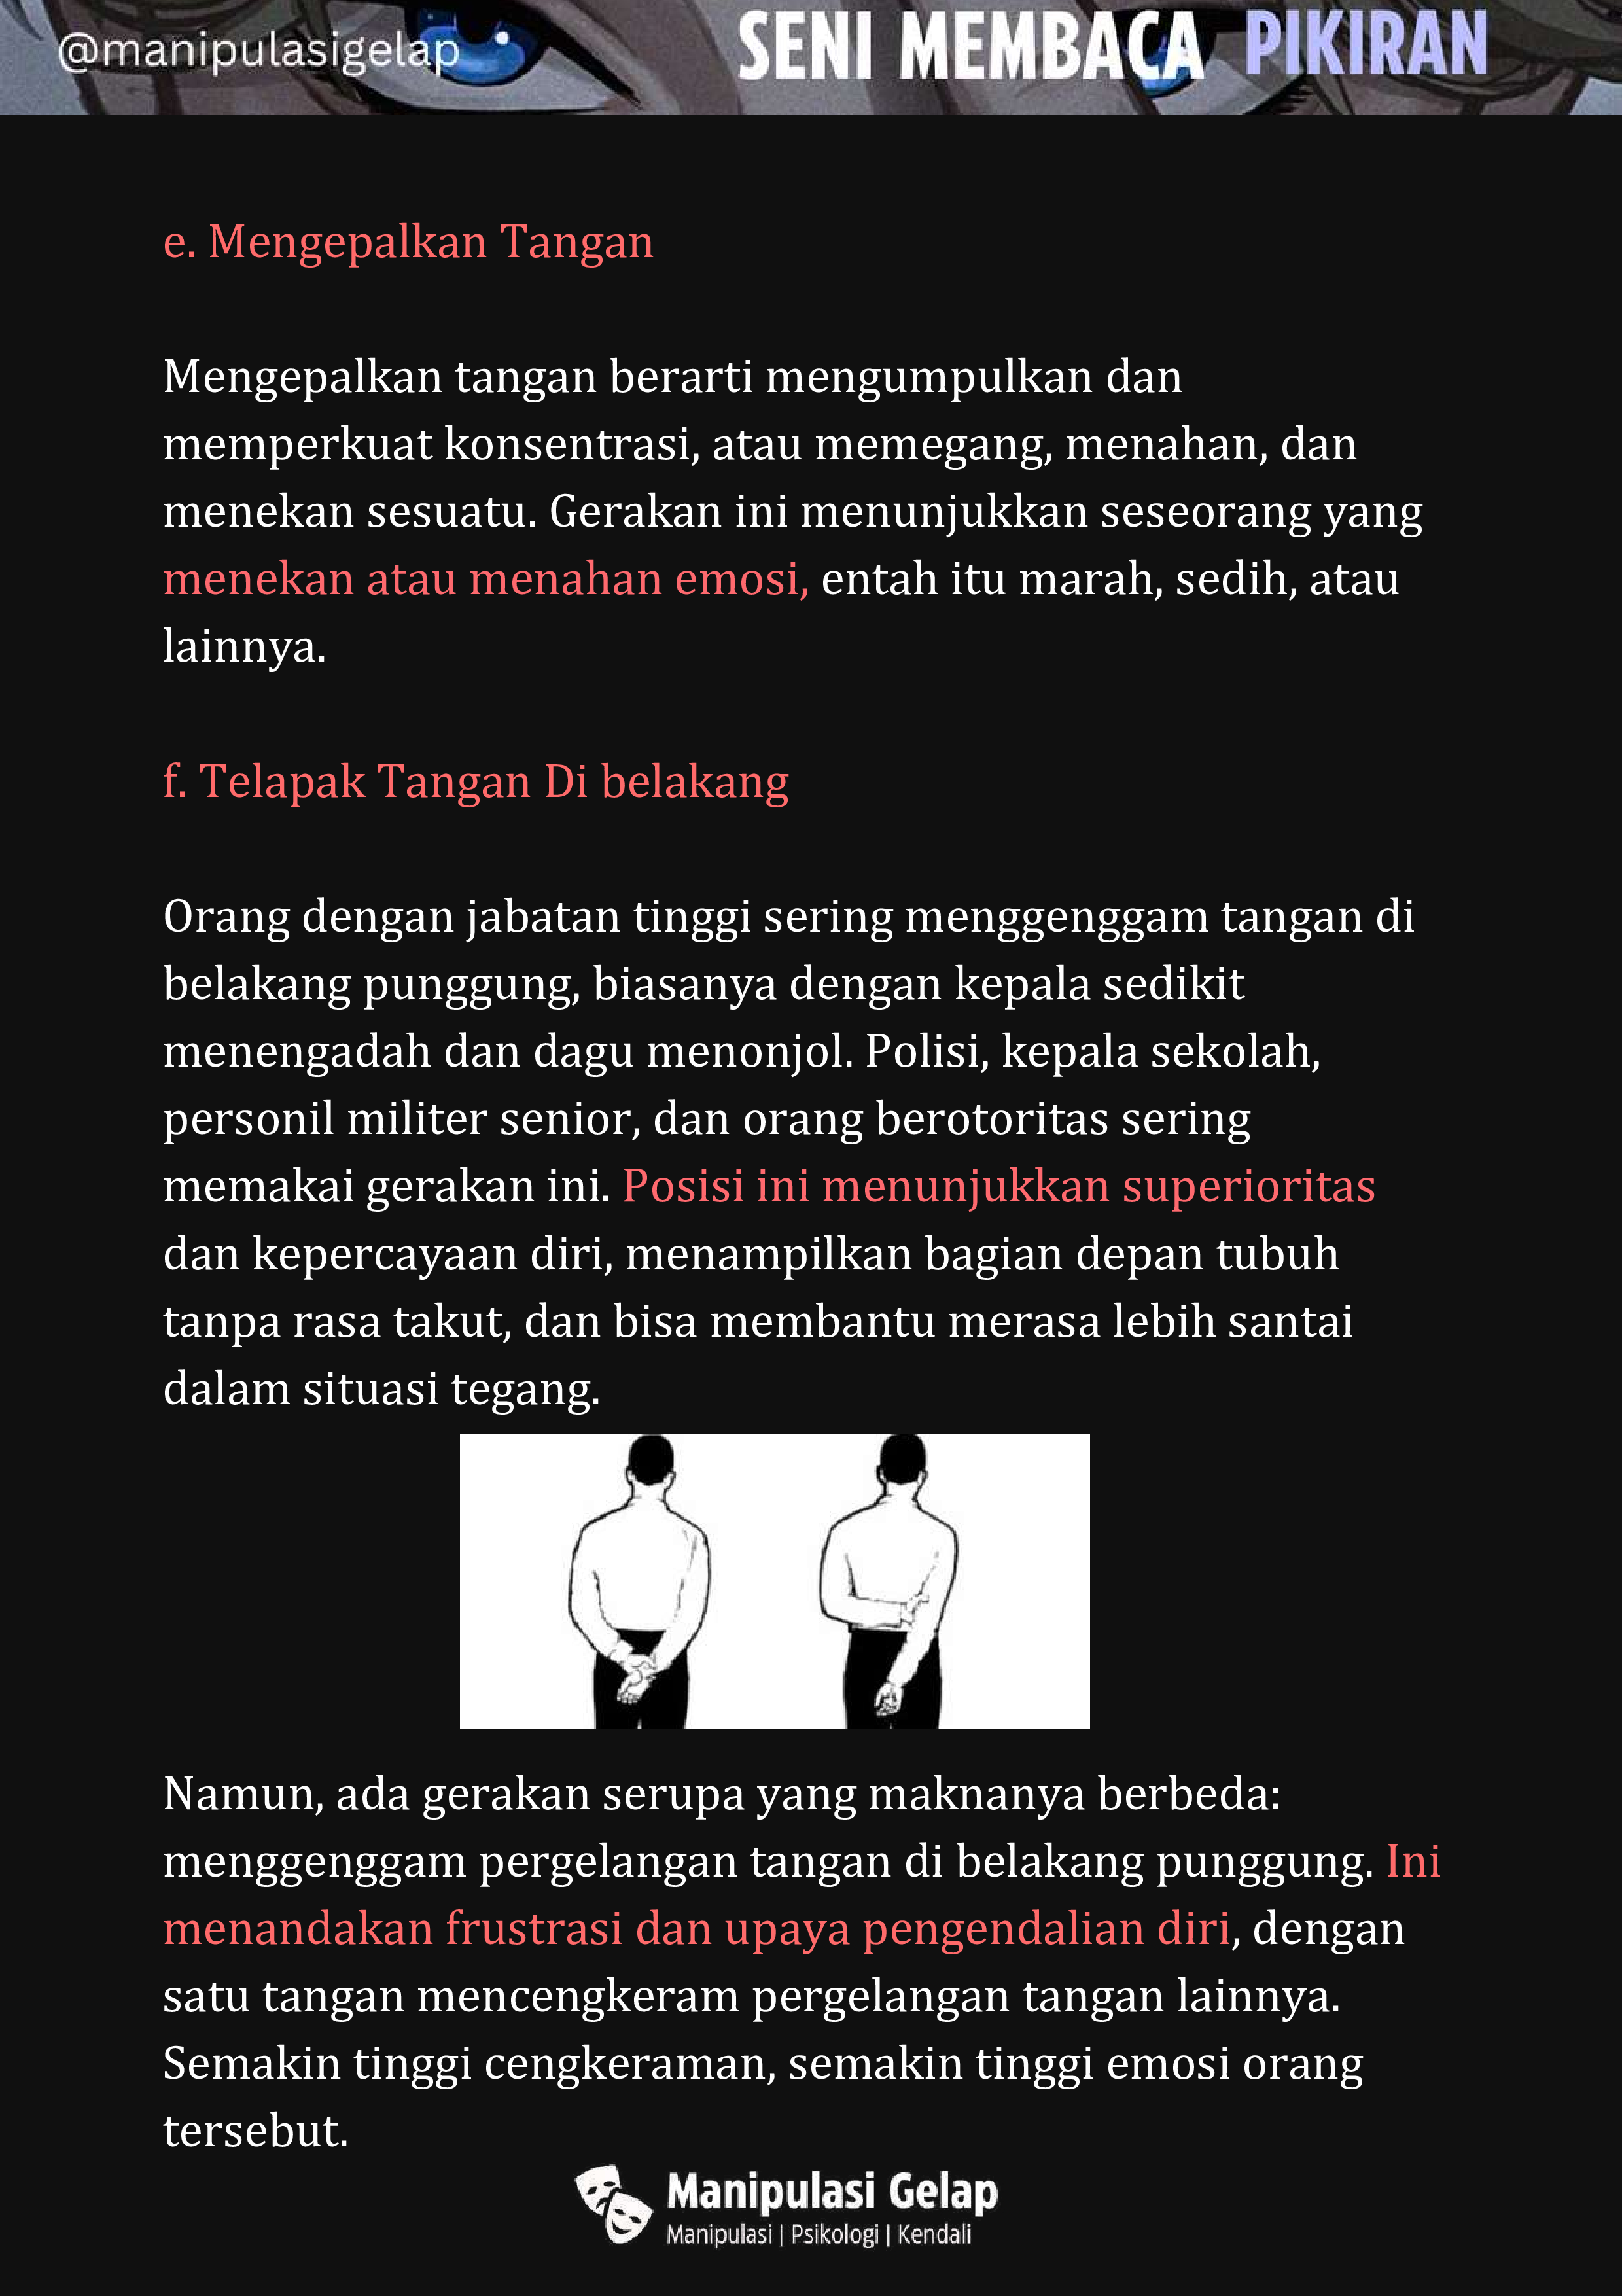 @manipulasigelap
SENI MEMBACA PIKIRAN
e. Mengepalkan Tangan
Mengepalkan tangan berarti mengumpulkan dan
memperkuat konsentrasi, atau memegang, menahan, dan
menekan sesuatu. Gerakan ini menunjukkan seseorang yang
menekan atau menahan emosi, entah itu marah, sedih, atau
lainnya.
f. Telapak Tangan Di belakang
Orang dengan jabatan tinggi sering menggenggam tangan di
belakang punggung, biasanya dengan kepala sedikit
menengadah dan dagu menonjol. Polisi, kepala sekolah,
personil militer senior, dan orang berotoritas sering
memakai gerakan ini. Posisi ini menunjukkan superioritas
dan kepercayaan diri, menampilkan bagian depan tubuh
tanpa rasa takut, dan bisa membantu merasa lebih santai
dalam situasi tegang.
Namun, ada gerakan serupa yang maknanya berbeda:
menggenggam pergelangan tangan di belakang punggung. Ini
menandakan frustrasi dan upaya pengendalian diri, dengan
satu tangan mencengkeram pergelangan tangan lainnya.
Semakin tinggi cengkeraman, semakin tinggi emosi orang
tersebut.
Manipulasi Gelap
Manipulasi | Psikologi | Kendali